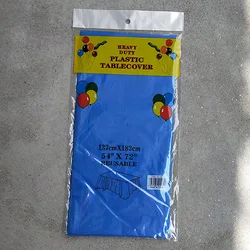 HEAVY
DUTY
PLASTIC
TABLECOVER
137cmX183cm
54" X 72"
REUSABLE